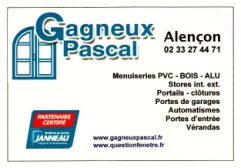 Gagneux
Pascal
Alençon
02 33 27 44 71
Menuiseries PVC - BOIS - ALU
Stores int. ext.
Portails - clôtures
Portes de garages
Automatismes
Portes d'entrée
Vérandas
PARTENAIRE
CERTIFIÉ
JANNEAU
www.gagneuxpascal.fr
www.questionfenetre.fr